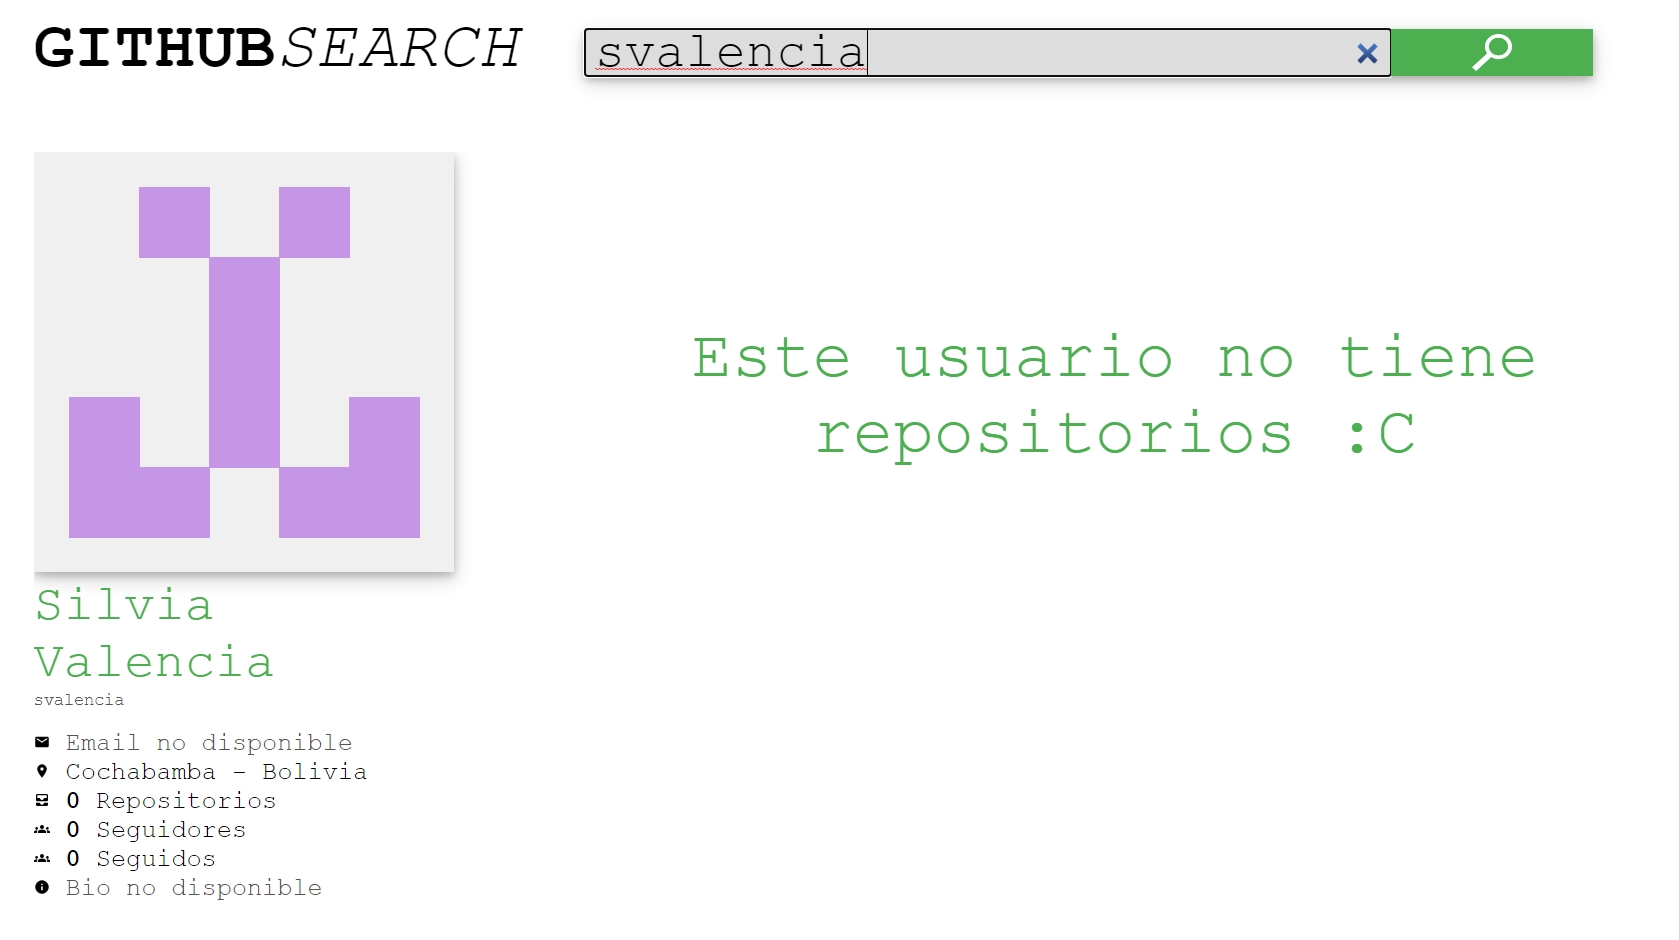 GITHUBSEARCH
svalencia
Este usuario no tiene
repositorios :C
Silvia
Valencia
svalencia
Email no disponible
Cochabamba - Bolivia
0 Repositorios
0 Seguidores
0 Seguidos
Bio no disponible